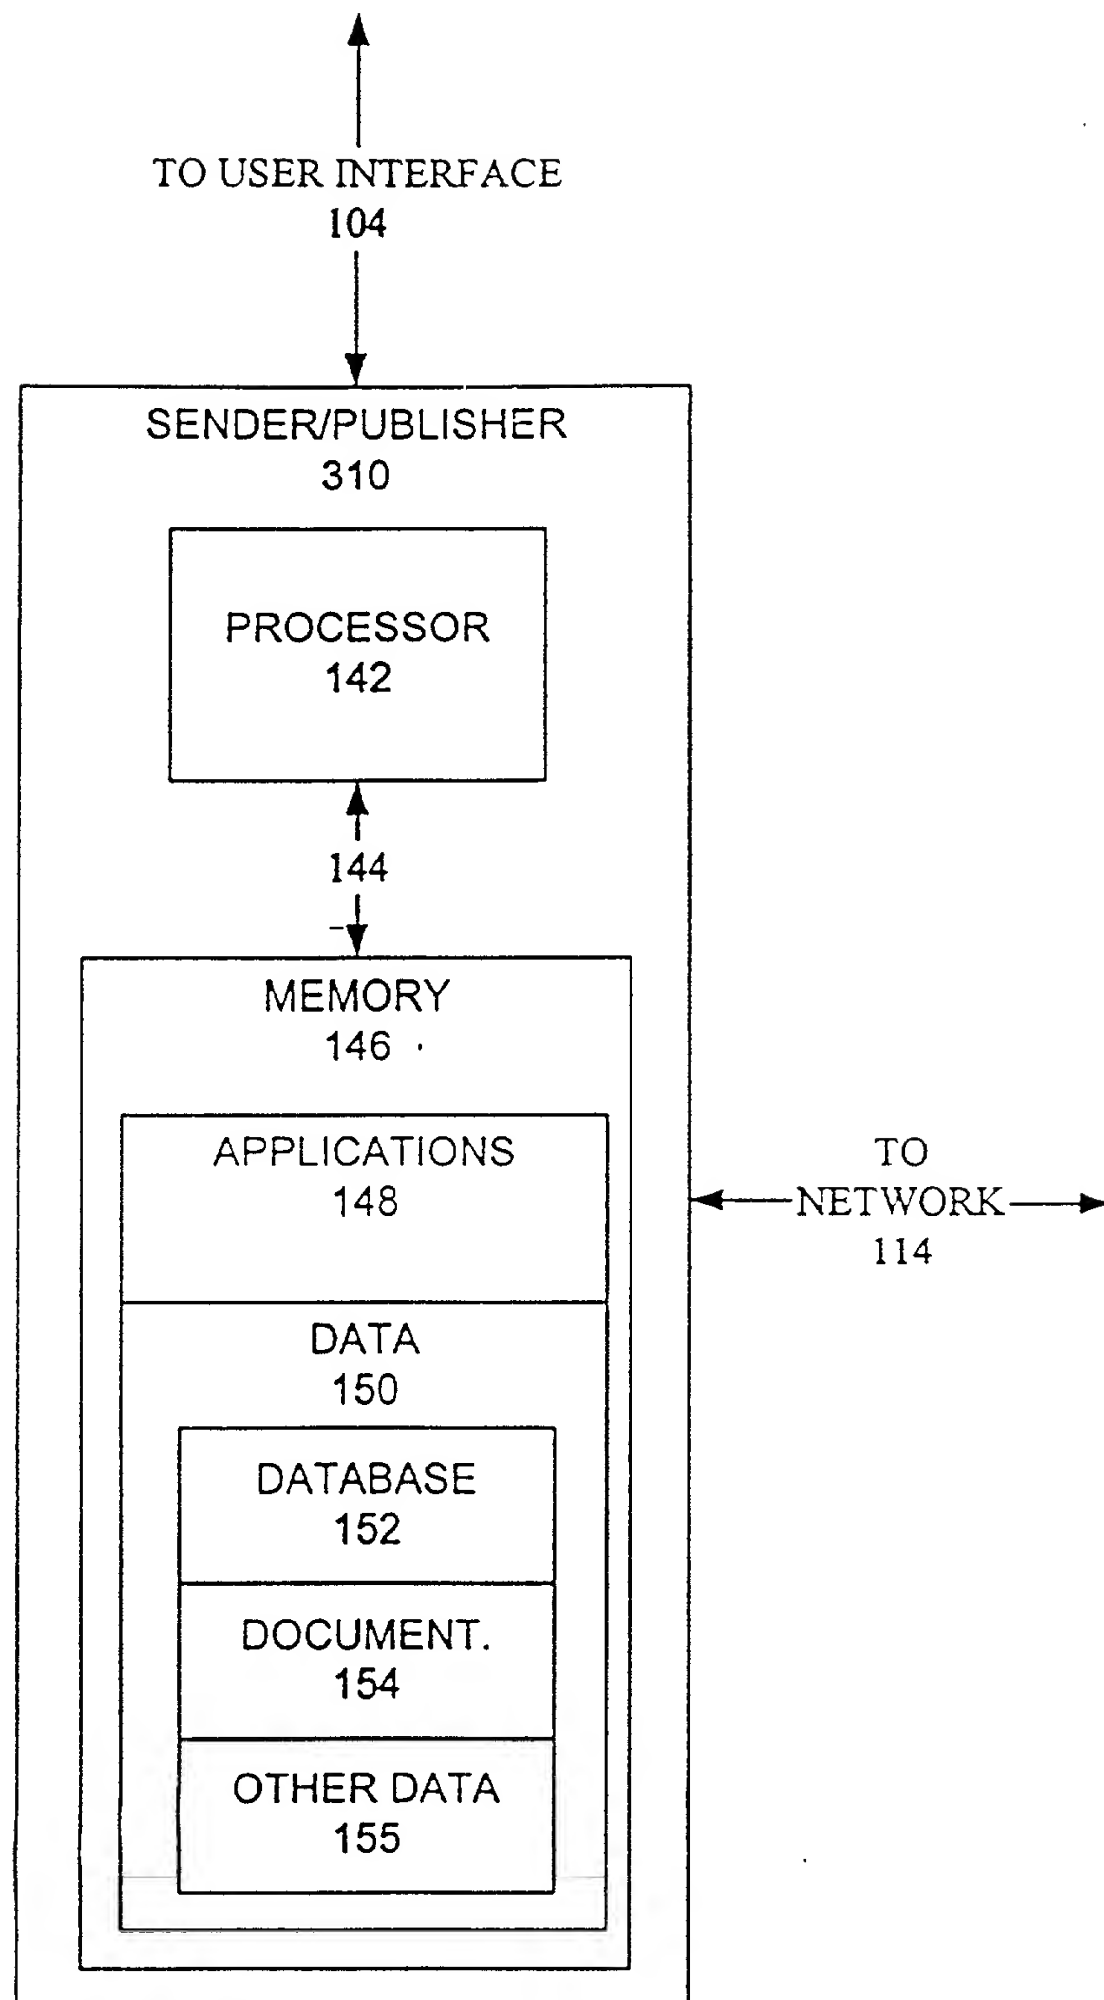 TO USER INTERFACE
104
SENDER/PUBLISHER
310
PROCESSOR
142
144
MEMORY
146
APPLICATIONS
148
TO
NETWORK
114
DATA
150
DATABASE
152
DOCUMENT.
154
OTHER DATA
155